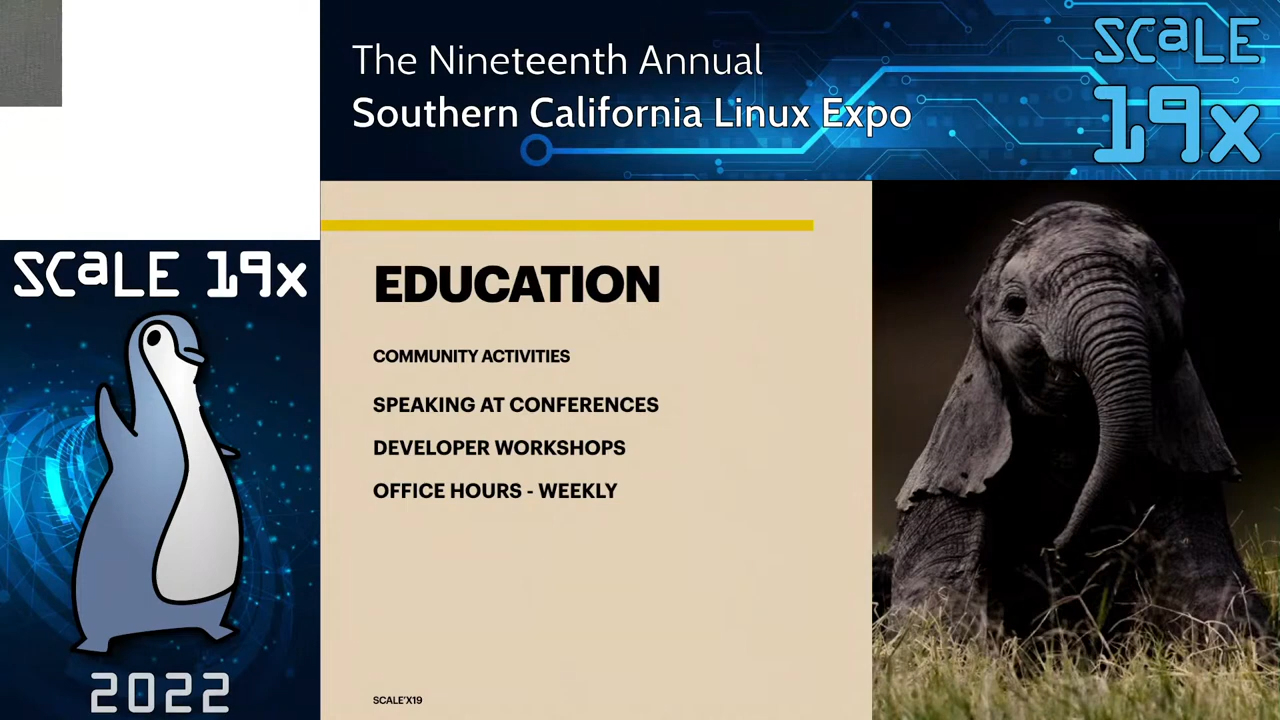 The Nineteenth Annual
Southern California Linux Expo
SCaLE
19x
SCaLE 19x
2022
EDUCATION
COMMUNITY ACTIVITIES
SPEAKING AT CONFERENCES
DEVELOPER WORKSHOPS
OFFICE HOURS - WEEKLY
SCALE'X19